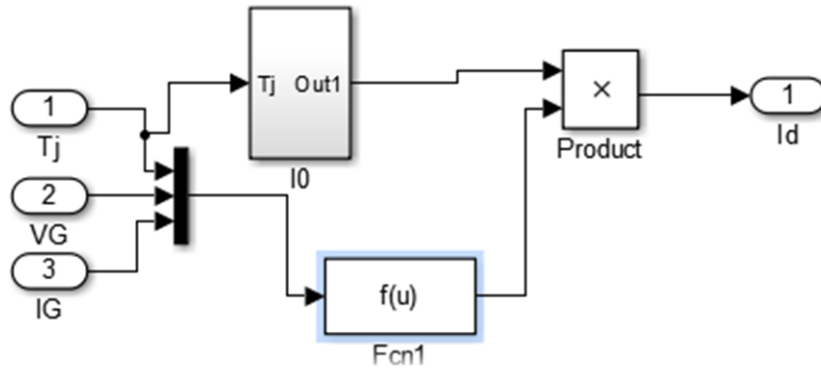 1
Tj
2
VG
3
IG
Tj Out1
I0
f(u)
Fcn1
×
Product
1
Id